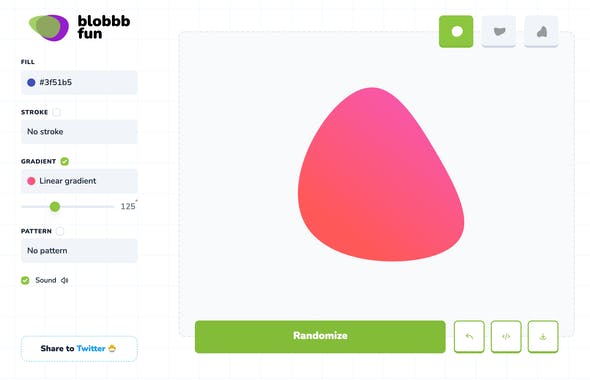 blobbb
fun
FILL
#3f51b5
STROKE
No stroke
GRADIENT
Linear gradient
125°
PATTERN
No pattern
Sound
Share to Twitter
Randomize